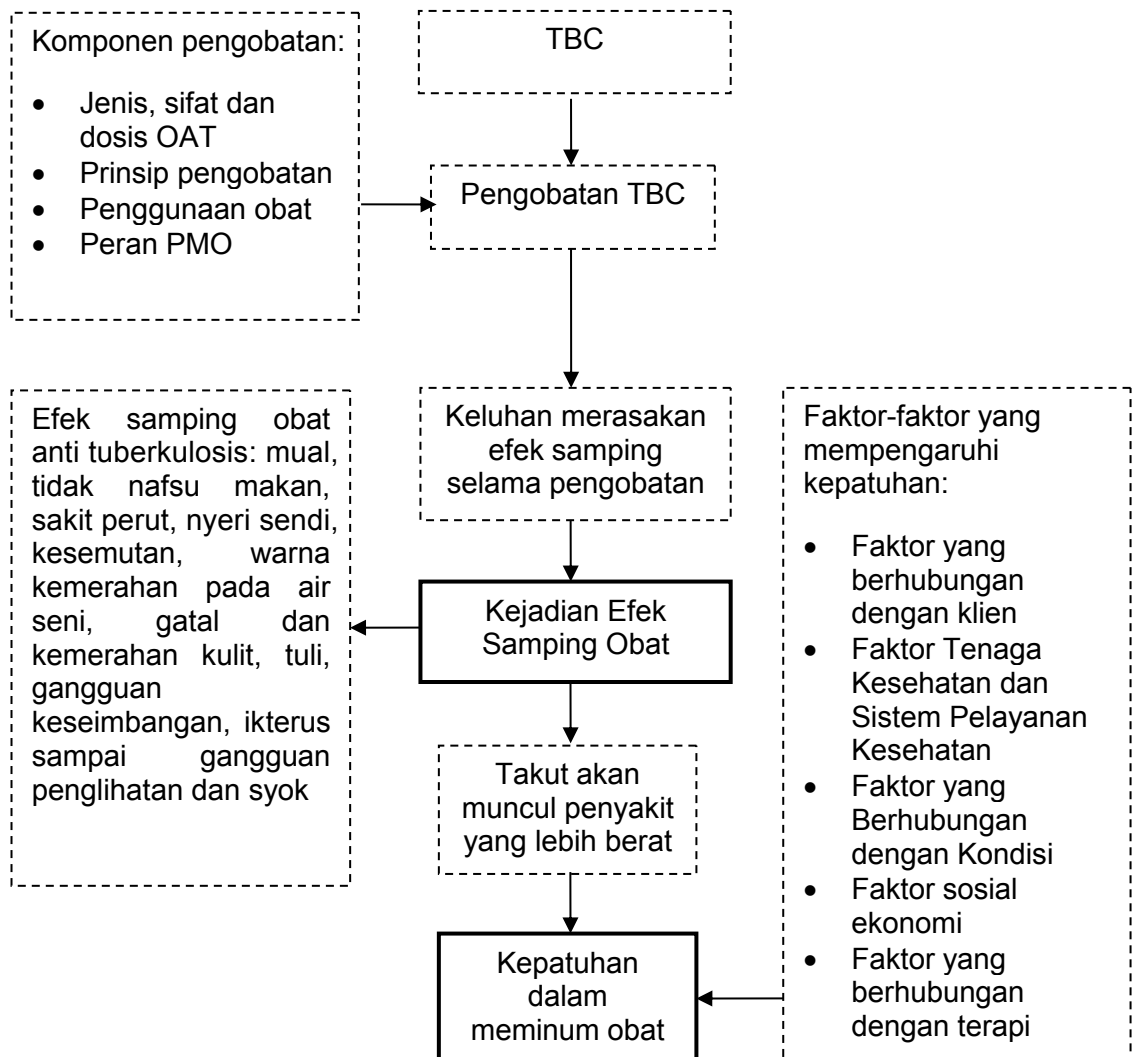 Komponen pengobatan:
• Jenis, sifat dan
dosis OAT
• Prinsip pengobatan
• Penggunaan obat
• Peran PMO
TBC
Pengobatan TBC
Keluhan merasakan
efek samping
selama pengobatan
Efek samping obat
anti tuberkulosis: mual,
tidak nafsu makan,
sakit perut, nyeri sendi,
kesemutan, warna
kemerahan pada air
seni, gatal dan
kemerahan kulit, tuli,
gangguan
keseimbangan, ikterus
sampai gangguan
penglihatan dan syok
Kejadian Efek
Samping Obat
Takut akan
muncul penyakit
yang lebih berat
Kepatuhan
dalam
meminum obat
Faktor-faktor yang
mempengaruhi
kepatuhan:
• Faktor yang
berhubungan
dengan klien
• Faktor Tenaga
Kesehatan dan
Sistem Pelayanan
Kesehatan
• Faktor yang
Berhubungan
dengan Kondisi
• Faktor sosial
ekonomi
• Faktor yang
berhubungan
dengan terapi